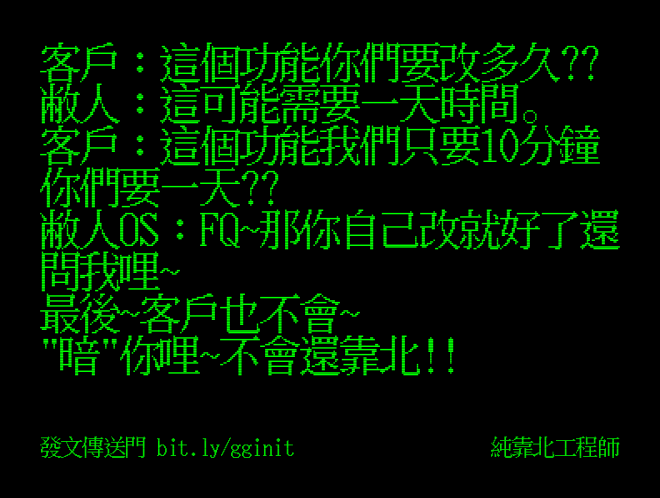 客戶：這個功能你們要改多久??
敝人：這可能需要一天時間。
客戶：這個功能我們只要10分鐘
你們要一天??
敝人OS：FQ~那你自己改就好了還
問我哩~
最後~客戶也不會~
"暗"你哩~不會還靠北!!
發文傳送門 bit.ly/gginit
純靠北工程師